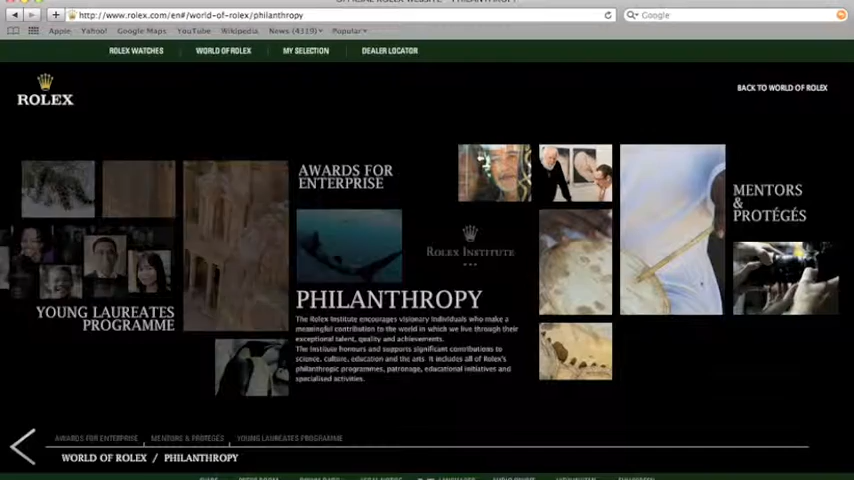 http://www.rolex.com/en#/world-of-rolex/philanthropy
Google
Apple Yahoo! Google Maps YouTube Wikipedia News (4319) Popular
ROLEX WATCHES WORLD OF ROLEX MY SELECTION DEALER LOCATOR
ROLEX
BACK TO WORLD OF ROLEX
AWARDS FOR
ENTERPRISE
MENTORS
&
PROTÉGÉS
ROLEX INSTITUTE
YOUNG LAUREATES
PROGRAMME
PHILANTHROPY
The Rolex Institute encourages visionary individuals who make a
meaningful contribution to the world in which we live through their
exceptional talent, quality and achievements.
The Institute honours and supports significant contributions to
science, culture, education and the arts. It includes all of Rolex's
philanthropic programmes, patronage, educational initiatives and
specialised activities.
AWARDS FOR ENTERPRISE MENTORS & PROTÉGÉS YOUNG LAUREATES PROGRAMME
WORLD OF ROLEX / PHILANTHROPY